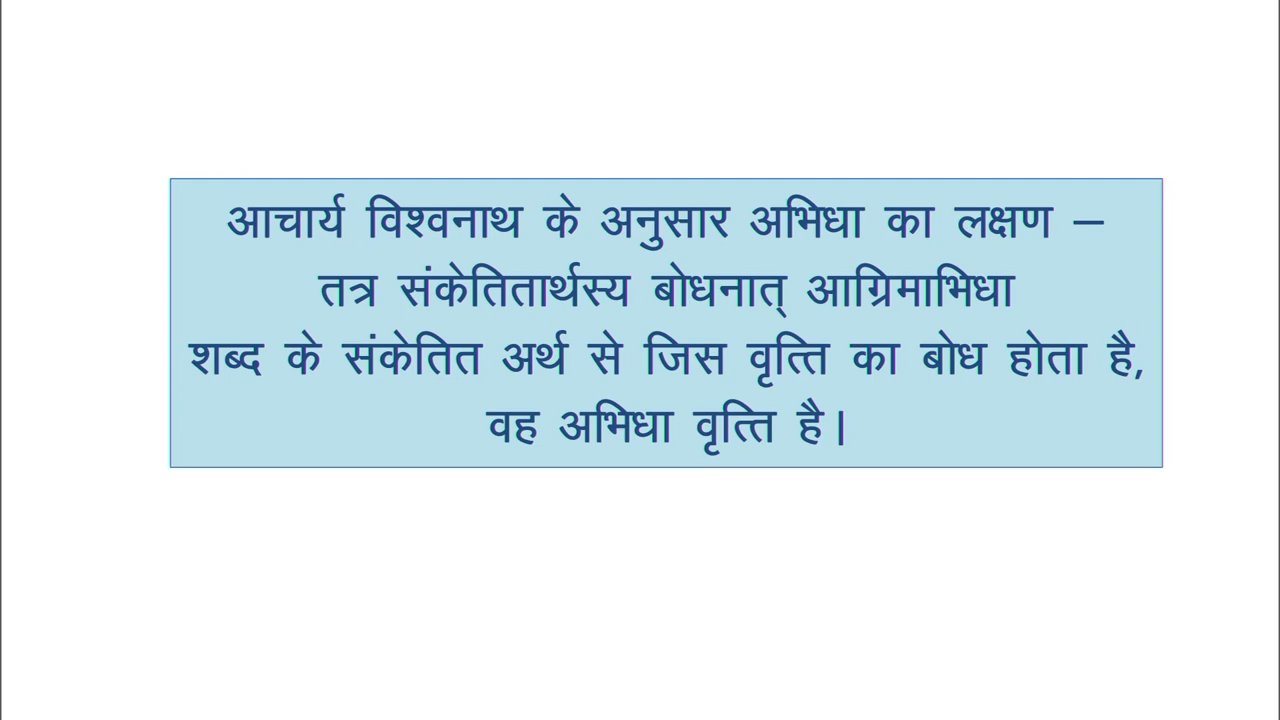 आचार्य विश्वनाथ के अनुसार अभिधा का लक्षण –
तत्र संकेतितार्थस्य बोधनात् आग्रिमाभिधा
शब्द के संकेतित अर्थ से जिस वृत्ति का बोध होता है,
वह अभिधा वृत्ति है।